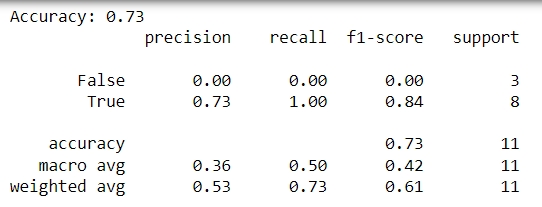 Accuracy: 0.73
precision recall f1-score support
False 0.00 0.00 0.00 3
True 0.73 1.00 0.84 8
accuracy 0.73 11
macro avg 0.36 0.50 0.42 11
weighted avg 0.53 0.73 0.61 11